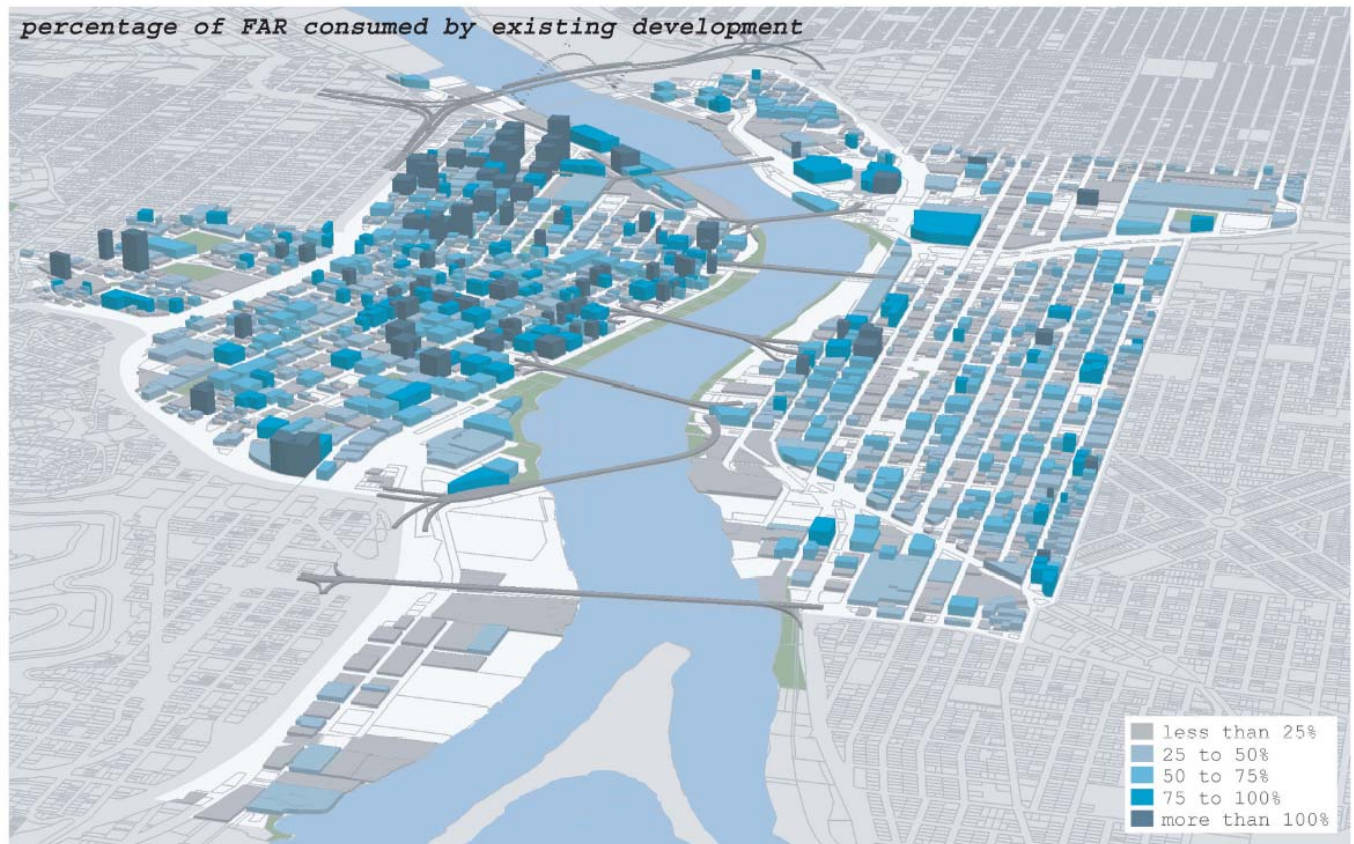 percentage of FAR consumed by existing development
less than 25%
25 to 50%
50 to 75%
75 to 100%
more than 100%